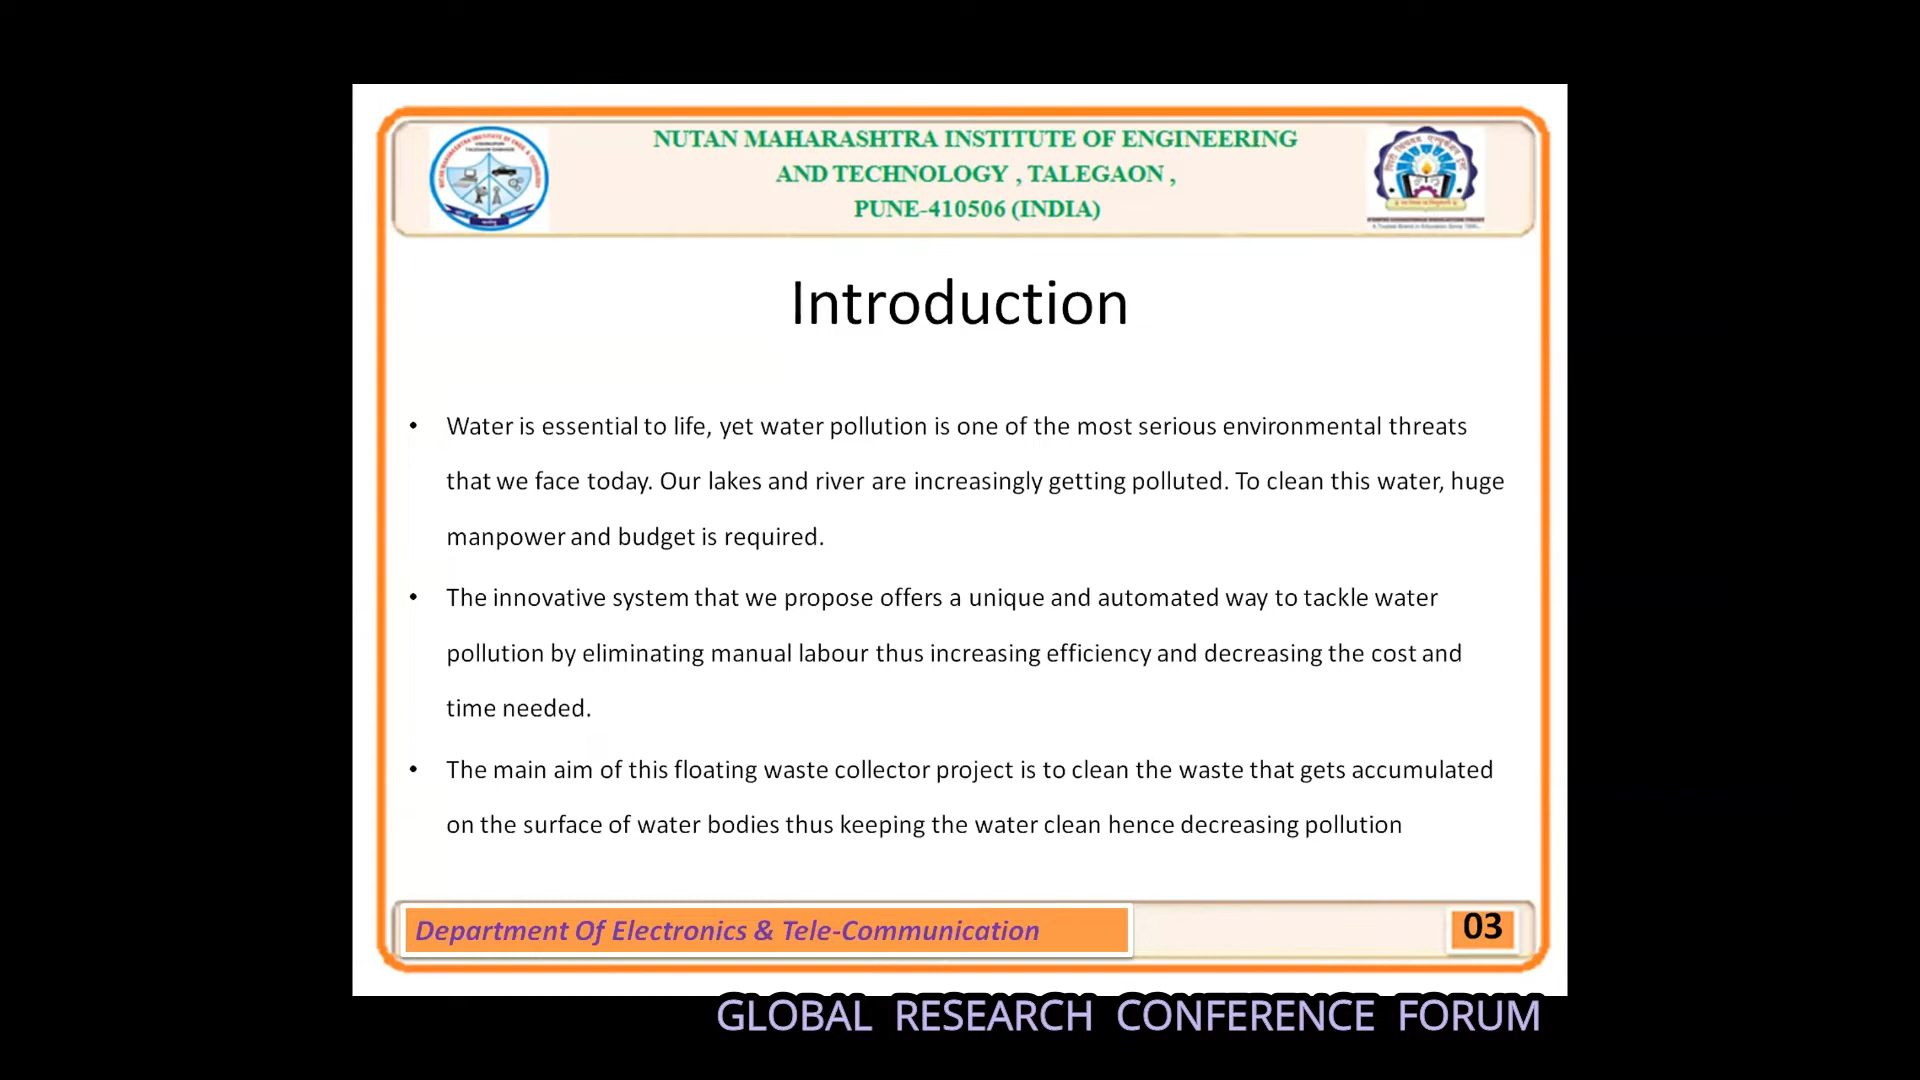 NUTAN MAHARASHTRA INSTITUTE OF ENGINEERING
AND TECHNOLOGY , TALEGAON ,
PUNE-410506 (INDIA)
Introduction
• Water is essential to life, yet water pollution is one of the most serious environmental threats
that we face today. Our lakes and river are increasingly getting polluted. To clean this water, huge
manpower and budget is required.
• The innovative system that we propose offers a unique and automated way to tackle water
pollution by eliminating manual labour thus increasing efficiency and decreasing the cost and
time needed.
• The main aim of this floating waste collector project is to clean the waste that gets accumulated
on the surface of water bodies thus keeping the water clean hence decreasing pollution
Department Of Electronics & Tele-Communication
03
GLOBAL RESEARCH CONFERENCE FORUM